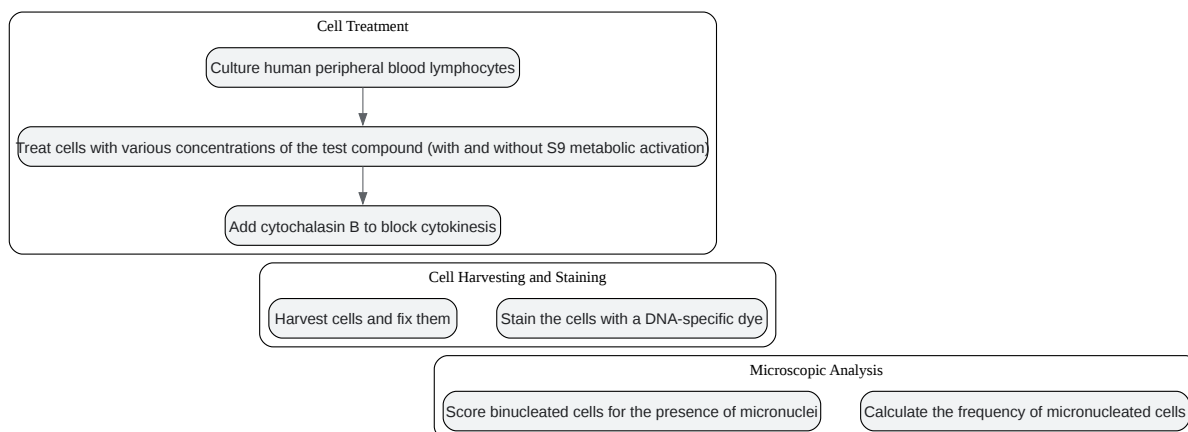 Cell Treatment
Culture human peripheral blood lymphocytes
Treat cells with various concentrations of the test compound (with and without S9 metabolic activation)
Add cytochalasin B to block cytokinesis
Cell Harvesting and Staining
Harvest cells and fix them
Stain the cells with a DNA-specific dye
Microscopic Analysis
Score binucleated cells for the presence of micronuclei
Calculate the frequency of micronucleated cells